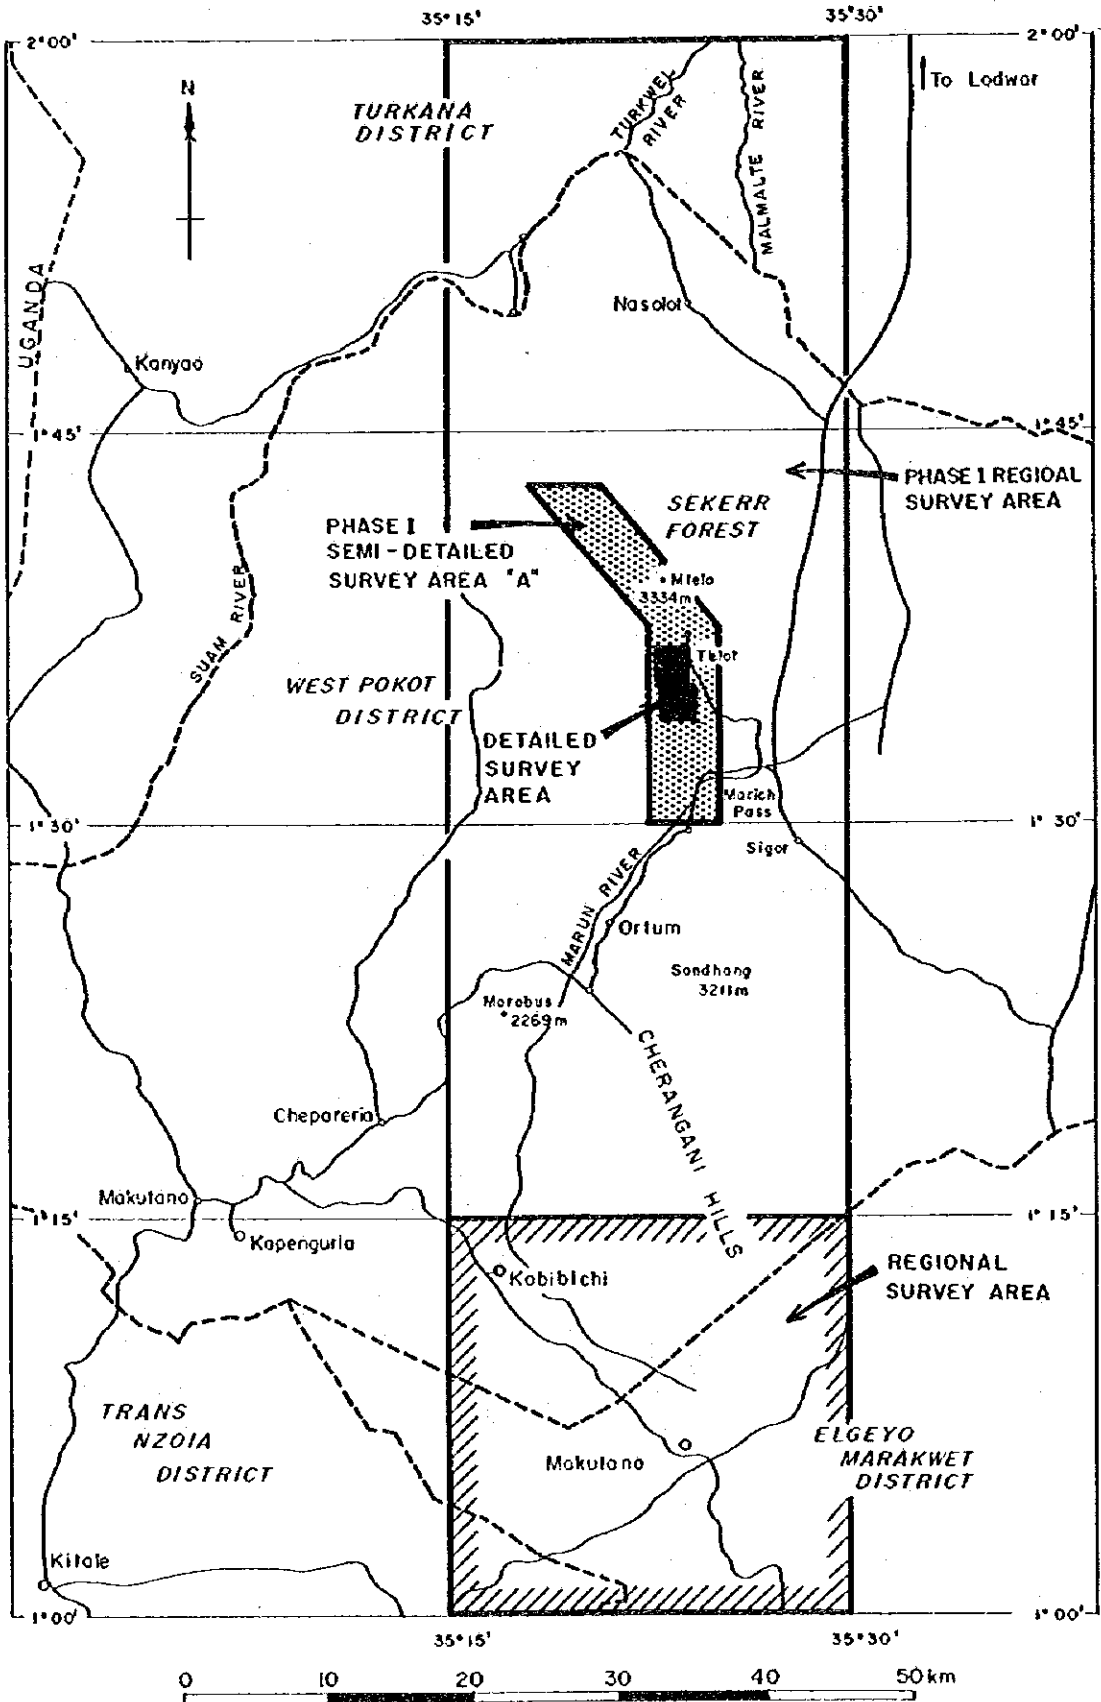 35°15'
35°30'
2°00'
2°00'
To Lodwar
N
TURKANA
DISTRICT
TURKWEL
RIVER
MALMALTE RIVER
UGANDA
Nasolot
Kanyao
1°45'
1°45'
PHASE I REGIOAL
SURVEY AREA
SEKERR
FOREST
PHASE I
SEMI-DETAILED
SURVEY AREA "A"
Mtelo
3334m
SUAM RIVER
Telot
WEST POKOT
DISTRICT
DETAILED
SURVEY
AREA
Marich
Pass
1°30'
1°30'
Sigor
MARUN RIVER
Ortum
Sondhang
3211m
Morobus
2269m
CHERANGANI HILLS
Chepareria
Makutano
1°15'
1°15'
Kapenguria
REGIONAL
SURVEY AREA
Kabibichi
TRANS
NZOIA
DISTRICT
ELGEYO
MARAKWET
DISTRICT
Makutano
Kitale
1°00'
1°00'
35°15'
35°30'
0 10 20 30 40 50km